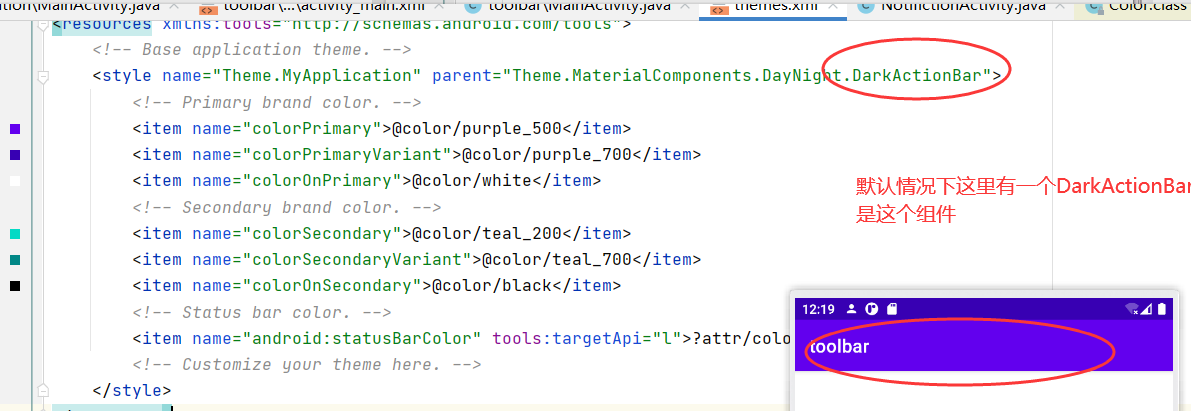 toolbar\...\activity_main.xml toolbar\MainActivity.java themes.xml NotifictionActivity.java Color.class
<resources xmlns:tools="http://schemas.android.com/tools">
<!-- Base application theme. -->
<style name="Theme.MyApplication" parent="Theme.MaterialComponents.DayNight.DarkActionBar">
<!-- Primary brand color. -->
<item name="colorPrimary">@color/purple_500</item>
<item name="colorPrimaryVariant">@color/purple_700</item>
<item name="colorOnPrimary">@color/white</item>
<!-- Secondary brand color. -->
<item name="colorSecondary">@color/teal_200</item>
<item name="colorSecondaryVariant">@color/teal_700</item>
<item name="colorOnSecondary">@color/black</item>
<!-- Status bar color. -->
<item name="android:statusBarColor" tools:targetApi="l">?attr/colo
<!-- Customize your theme here. -->
</style>
默认情况下这里有一个DarkActionBar
是这个组件
12:19
toolbar